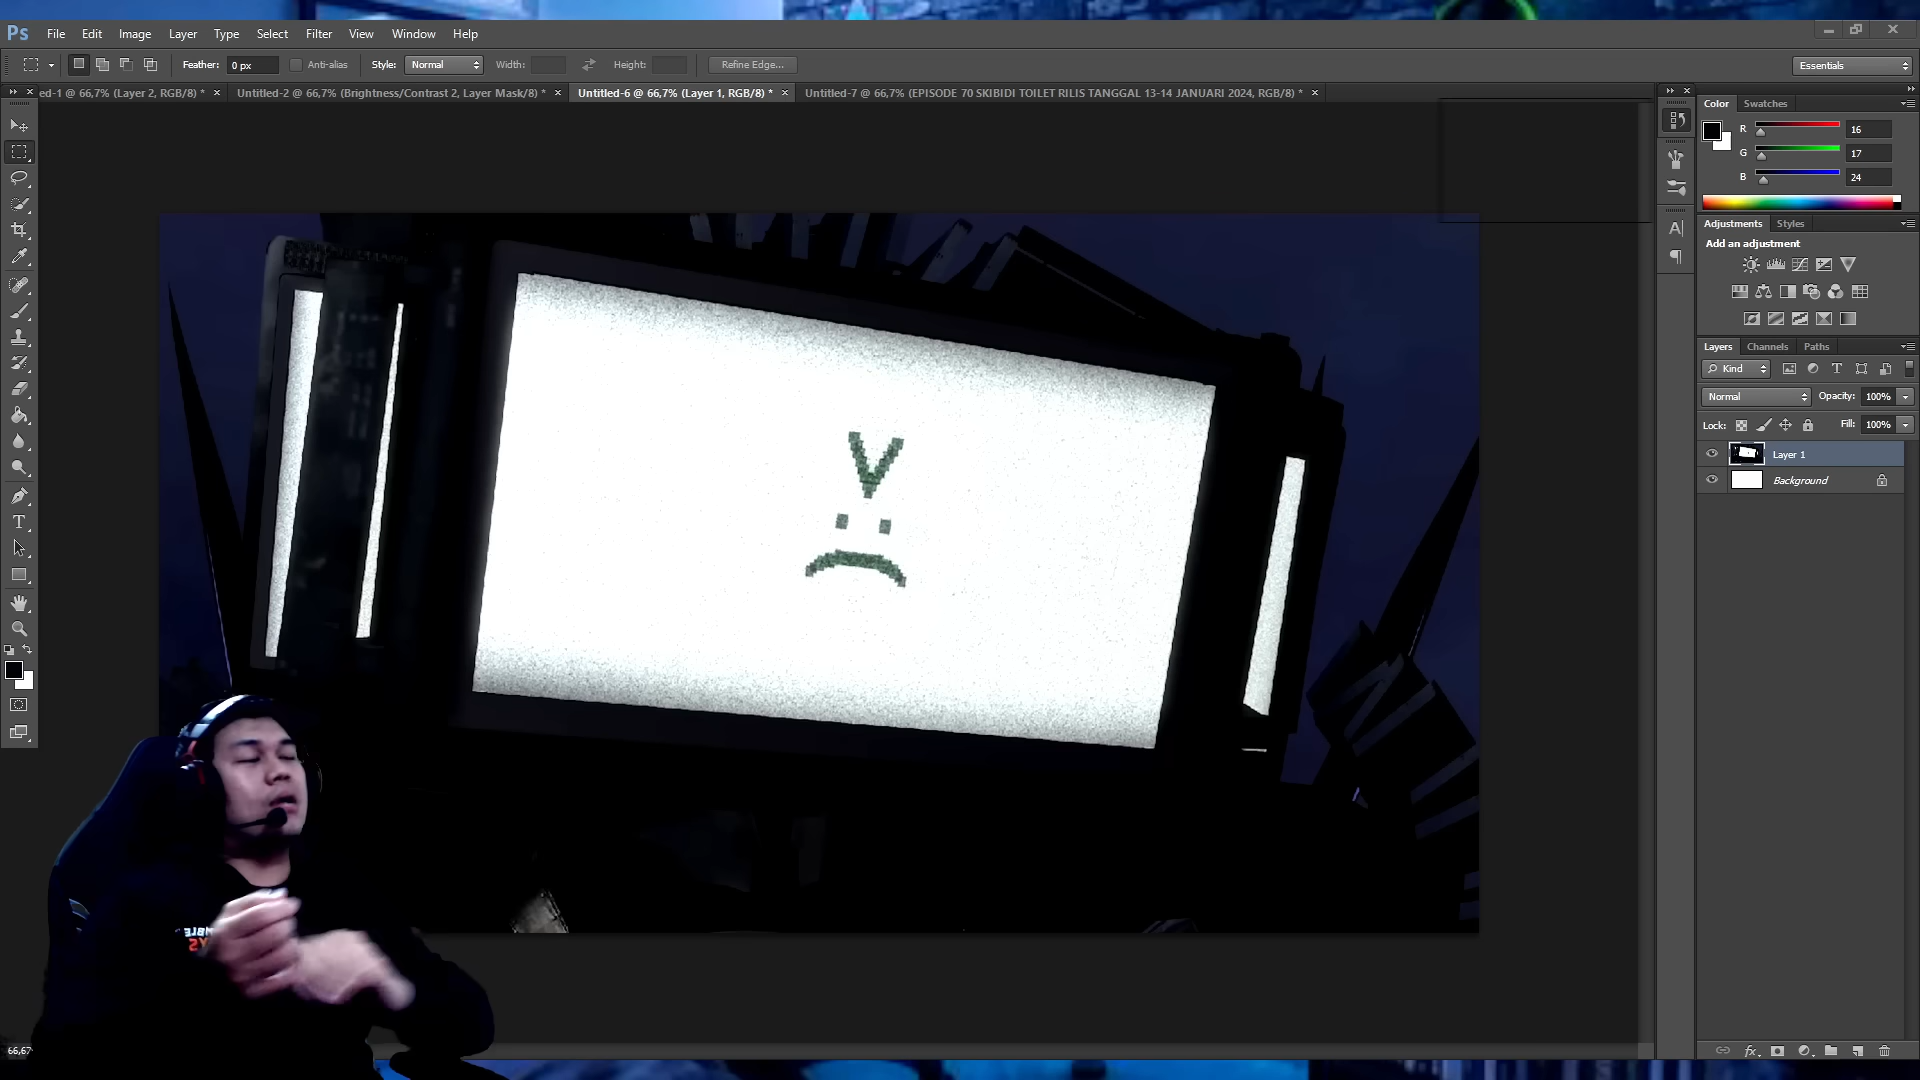 Ps File Edit Image Layer Type Select Filter View Window Help
Feather: 0 px Anti-alias Style: Normal Width: Height: Refine Edge... Essentials
ed-1 @ 66,7% (Layer 2, RGB/8) * × Untitled-2 @ 66,7% (Brightness/Contrast 2, Layer Mask/8) * × Untitled-6 @ 66,7% (Layer 1, RGB/8) * × Untitled-7 @ 66,7% (EPISODE 70 SKIBIDI TOILET RILIS TANGGAL 13-14 JANUARI 2024, RGB/8) * ×
Color Swatches
R 16
G 17
B 24
Adjustments Styles
Add an adjustment
Layers Channels Paths
Kind
Normal Opacity: 100%
Lock: Fill: 100%
Layer 1
Background
66,67